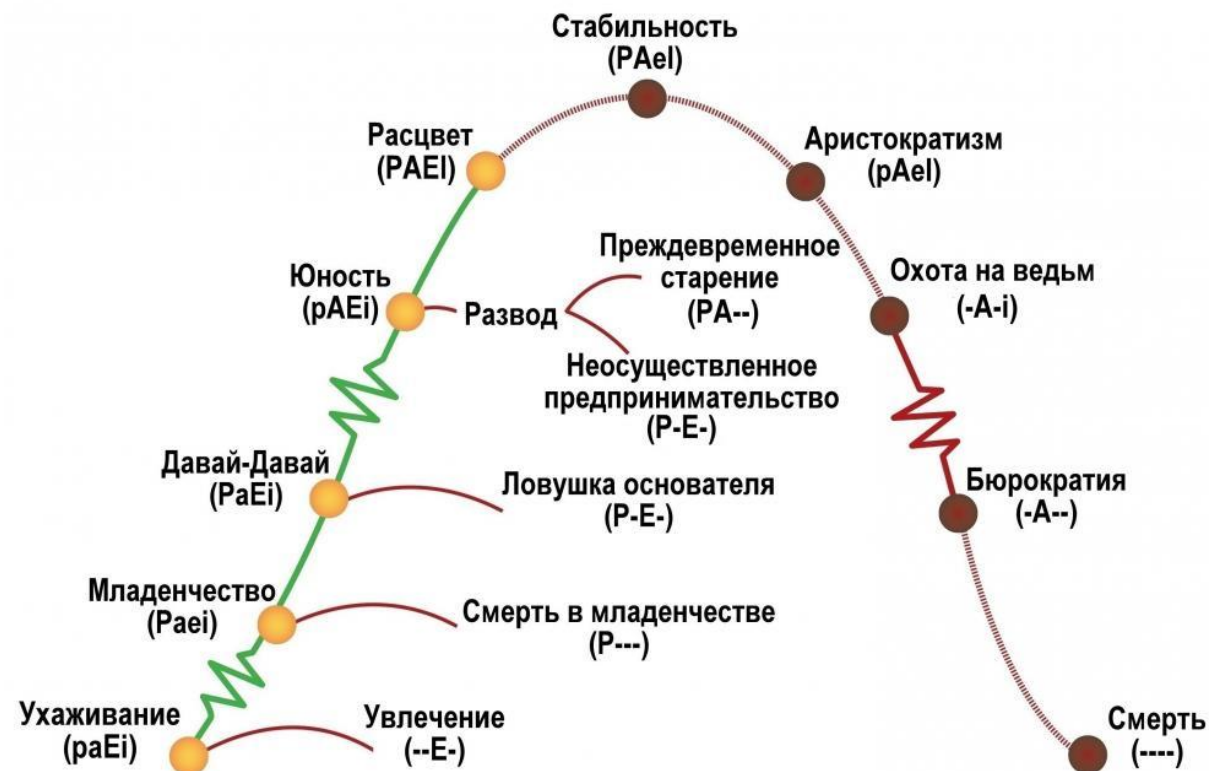 Стабильность
(PAeI)
Расцвет
(PAEI)
Аристократизм
(pAeI)
Юность
(pAEi)
Развод
Преждевременное
старение
(PA--)
Охота на ведьм
(-A-i)
Неосуществленное
предпринимательство
(P-E-)
Давай-Давай
(PaEi)
Ловушка основателя
(P-E-)
Бюрократия
(-A--)
Младенчество
(Paei)
Смерть в младенчестве
(P---)
Ухаживание
(paEi)
Увлечение
(--E-)
Смерть
(----)